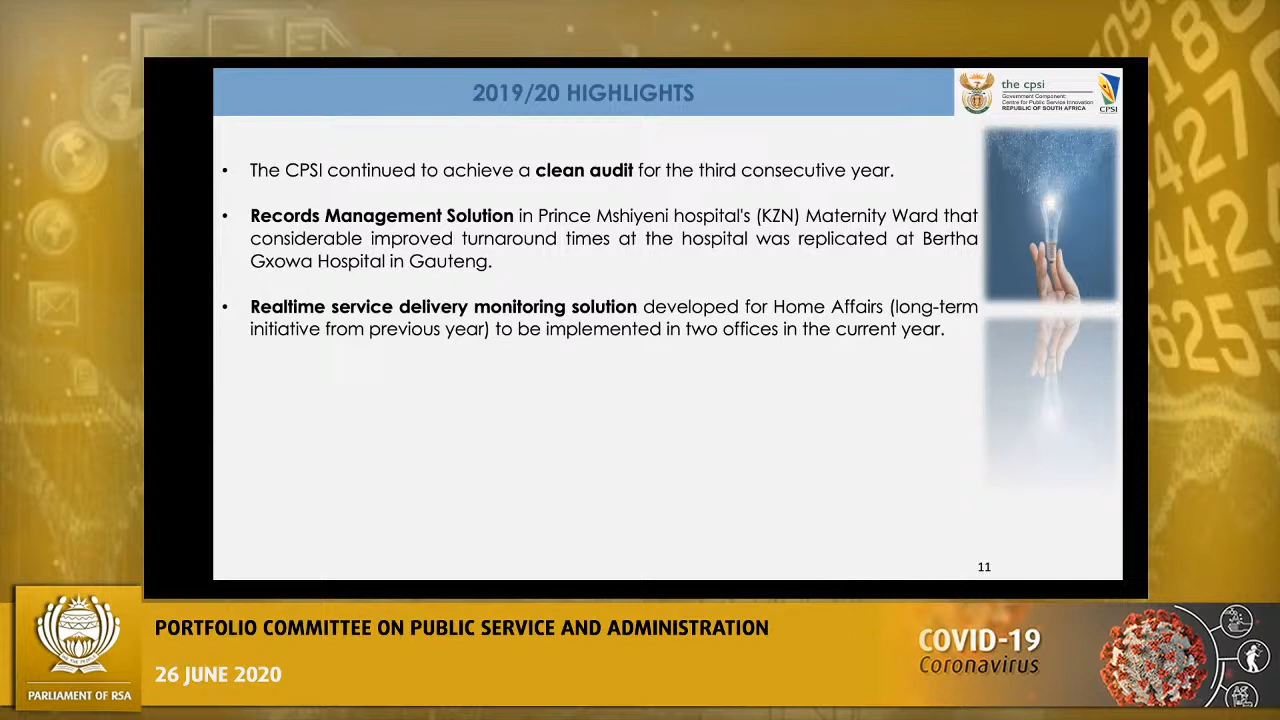 2019/20 HIGHLIGHTS
the cpsi
Government Component:
Centre for Public Service Innovation
REPUBLIC OF SOUTH AFRICA
CPSI
• The CPSI continued to achieve a clean audit for the third consecutive year.
• Records Management Solution in Prince Mshiyeni hospital's (KZN) Maternity Ward that
considerable improved turnaround times at the hospital was replicated at Bertha
Gxowa Hospital in Gauteng.
• Realtime service delivery monitoring solution developed for Home Affairs (long-term
initiative from previous year) to be implemented in two offices in the current year.
11
PORTFOLIO COMMITTEE ON PUBLIC SERVICE AND ADMINISTRATION
26 JUNE 2020
PARLIAMENT OF RSA
COVID-19
Coronavirus